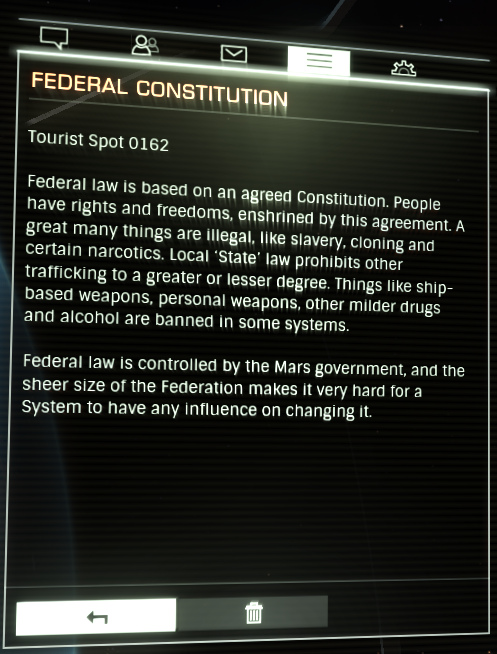 FEDERAL CONSTITUTION
Tourist Spot 0162
Federal law is based on an agreed Constitution. People
have rights and freedoms, enshrined by this agreement. A
great many things are illegal, like slavery, cloning and
certain narcotics. Local ‘State’ law prohibits other
trafficking to a greater or lesser degree. Things like ship-
based weapons, personal weapons, other milder drugs
and alcohol are banned in some systems.
Federal law is controlled by the Mars government, and the
sheer size of the Federation makes it very hard for a
System to have any influence on changing it.